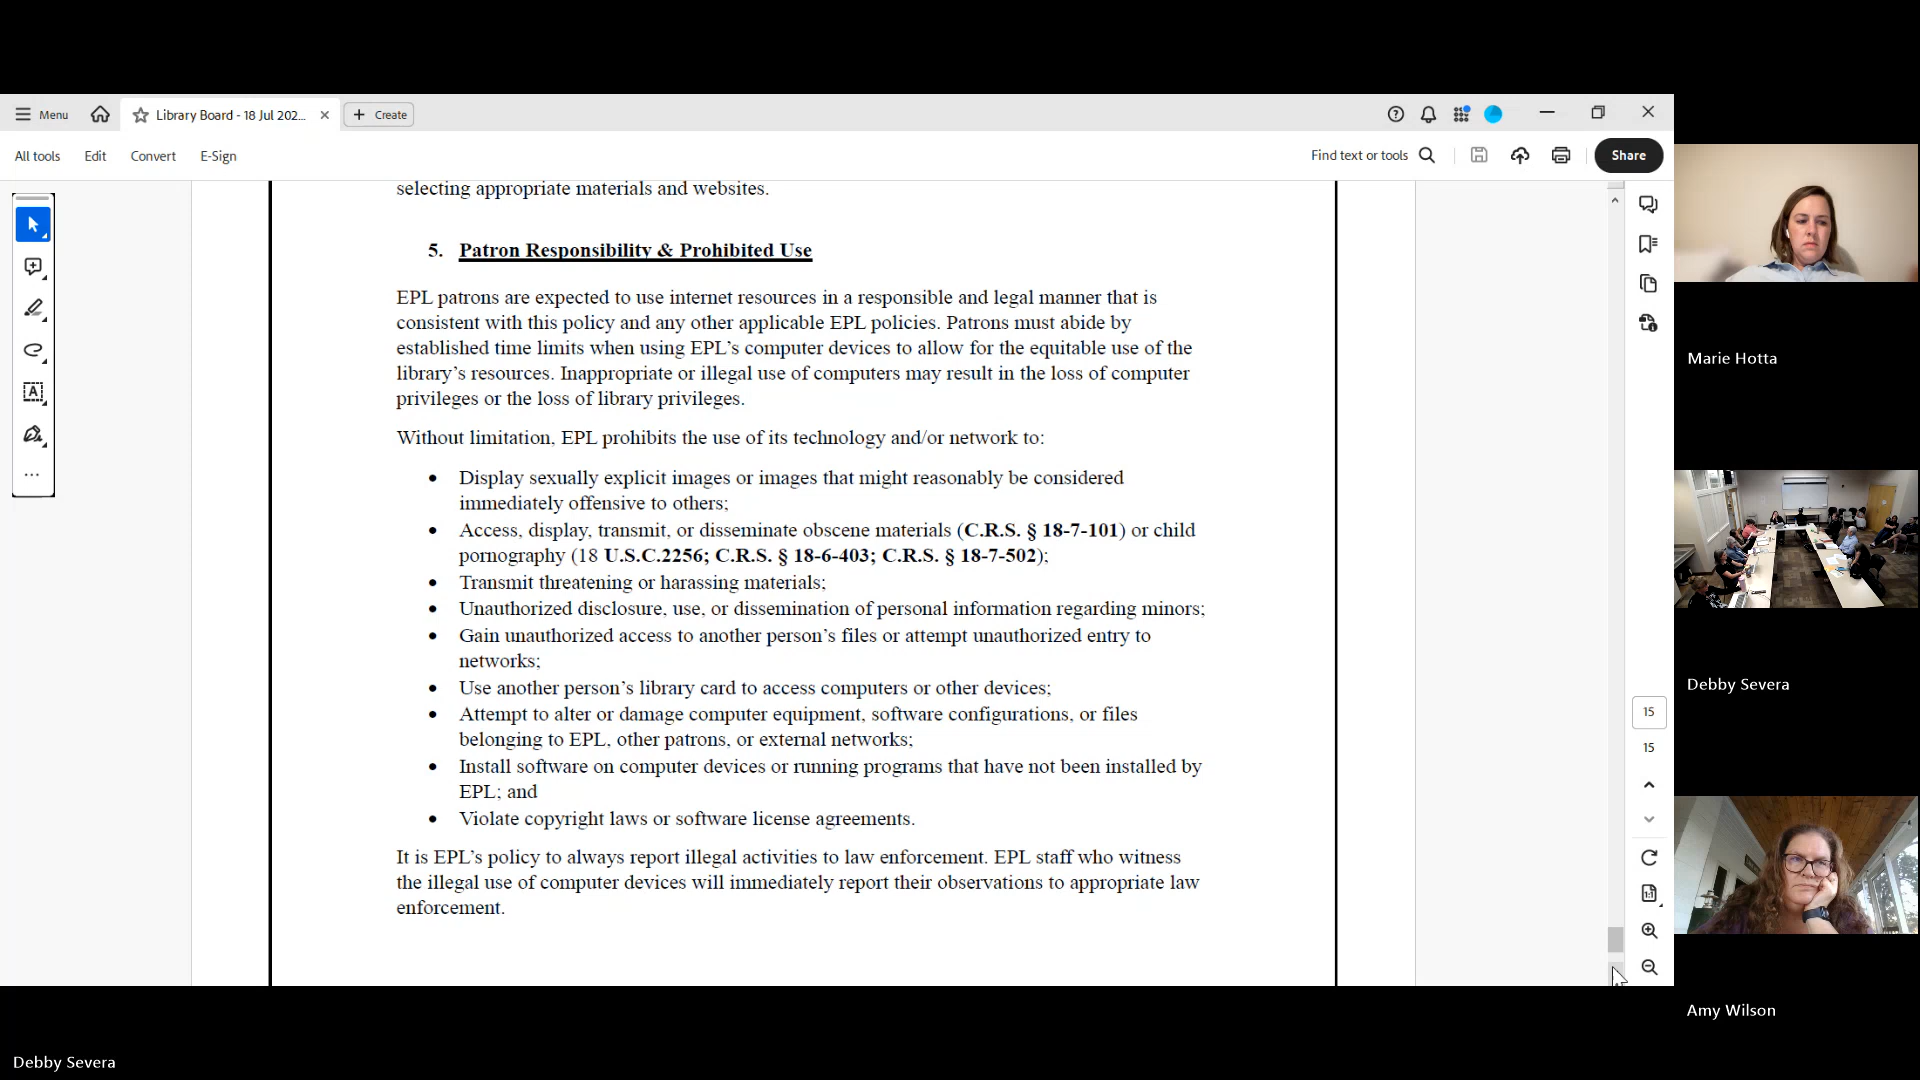 Menu
Library Board - 18 Jul 202...
Create
All tools
Edit
Convert
E-Sign
Find text or tools
Share
selecting appropriate materials and websites.
5. Patron Responsibility & Prohibited Use
EPL patrons are expected to use internet resources in a responsible and legal manner that is
consistent with this policy and any other applicable EPL policies. Patrons must abide by
established time limits when using EPL’s computer devices to allow for the equitable use of the
library’s resources. Inappropriate or illegal use of computers may result in the loss of computer
privileges or the loss of library privileges.
Without limitation, EPL prohibits the use of its technology and/or network to:
• Display sexually explicit images or images that might reasonably be considered
immediately offensive to others;
• Access, display, transmit, or disseminate obscene materials (C.R.S. § 18-7-101) or child
pornography (18 U.S.C.2256; C.R.S. § 18-6-403; C.R.S. § 18-7-502);
• Transmit threatening or harassing materials;
• Unauthorized disclosure, use, or dissemination of personal information regarding minors;
• Gain unauthorized access to another person’s files or attempt unauthorized entry to
networks;
• Use another person’s library card to access computers or other devices;
• Attempt to alter or damage computer equipment, software configurations, or files
belonging to EPL, other patrons, or external networks;
• Install software on computer devices or running programs that have not been installed by
EPL; and
• Violate copyright laws or software license agreements.
It is EPL’s policy to always report illegal activities to law enforcement. EPL staff who witness
the illegal use of computer devices will immediately report their observations to appropriate law
enforcement.
15
15
Marie Hotta
Debby Severa
Amy Wilson
Debby Severa